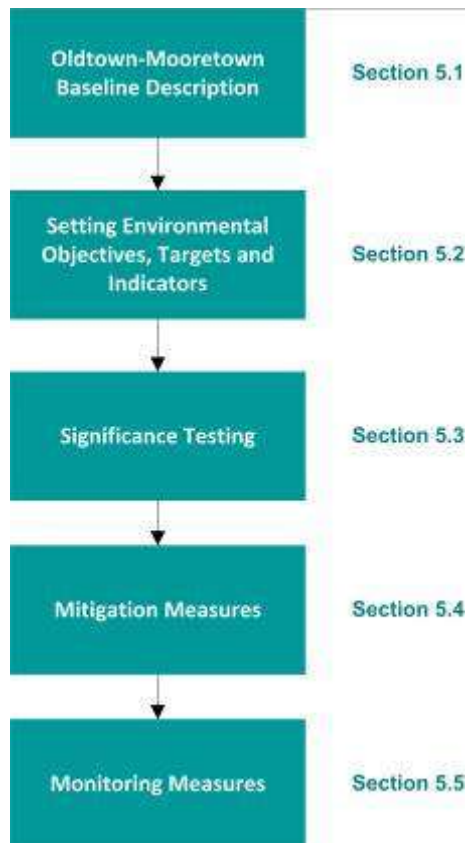 Oldtown-Mooretown
Baseline Description
Section 5.1
Setting Environmental
Objectives, Targets and
Indicators
Section 5.2
Significance Testing
Section 5.3
Mitigation Measures
Section 5.4
Monitoring Measures
Section 5.5